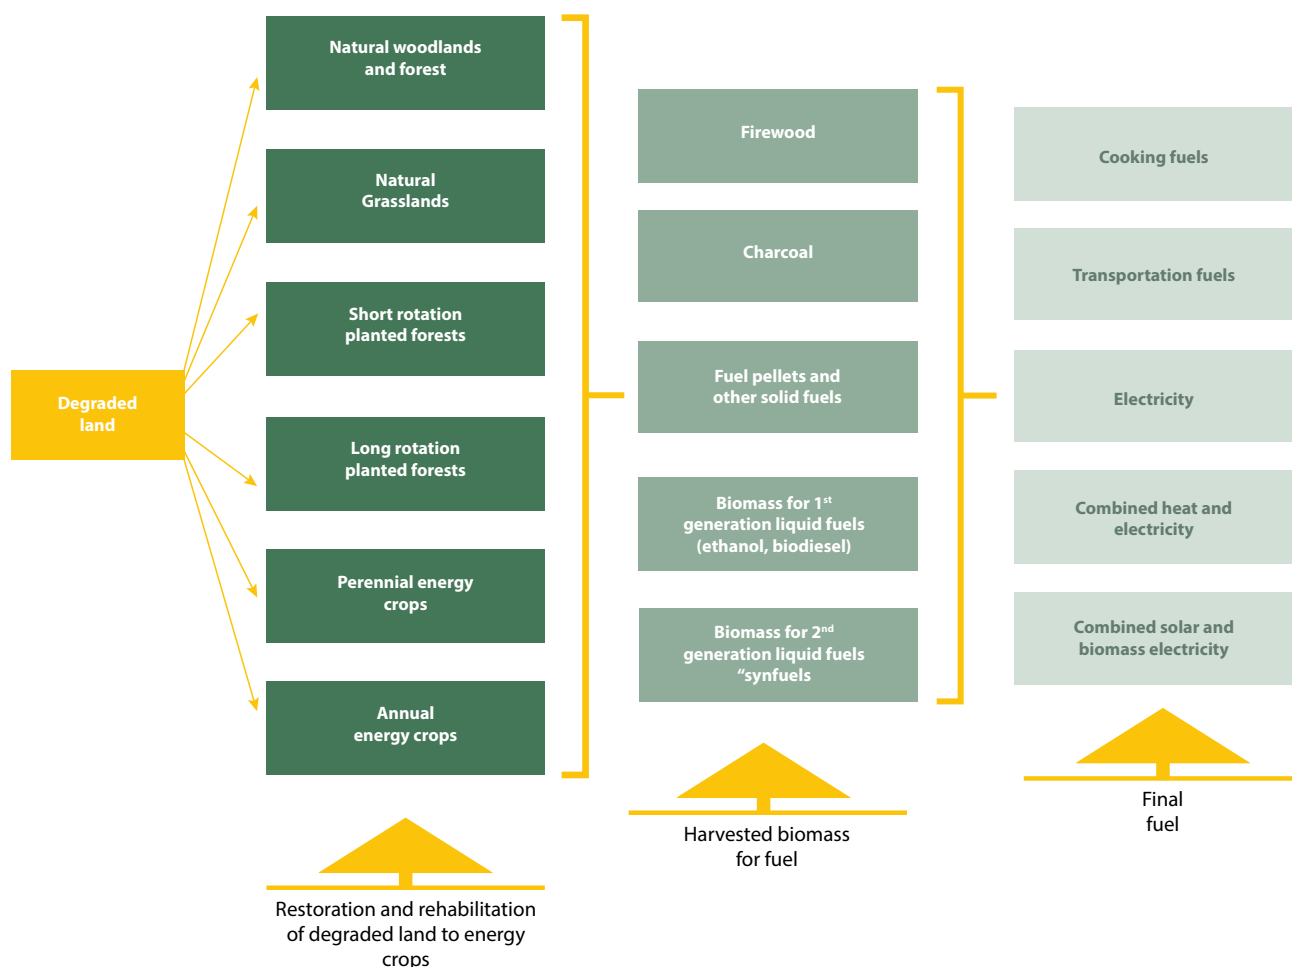 Degraded
land
Natural woodlands
and forest
Natural
Grasslands
Short rotation
planted forests
Long rotation
planted forests
Perennial energy
crops
Annual
energy crops
Restoration and rehabilitation
of degraded land to energy
crops
Firewood
Charcoal
Fuel pellets and
other solid fuels
Biomass for 1st
generation liquid fuels
(ethanol, biodiesel)
Biomass for 2nd
generation liquid fuels
“synfuels
Harvested biomass
for fuel
Cooking fuels
Transportation fuels
Electricity
Combined heat and
electricity
Combined solar and
biomass electricity
Final
fuel